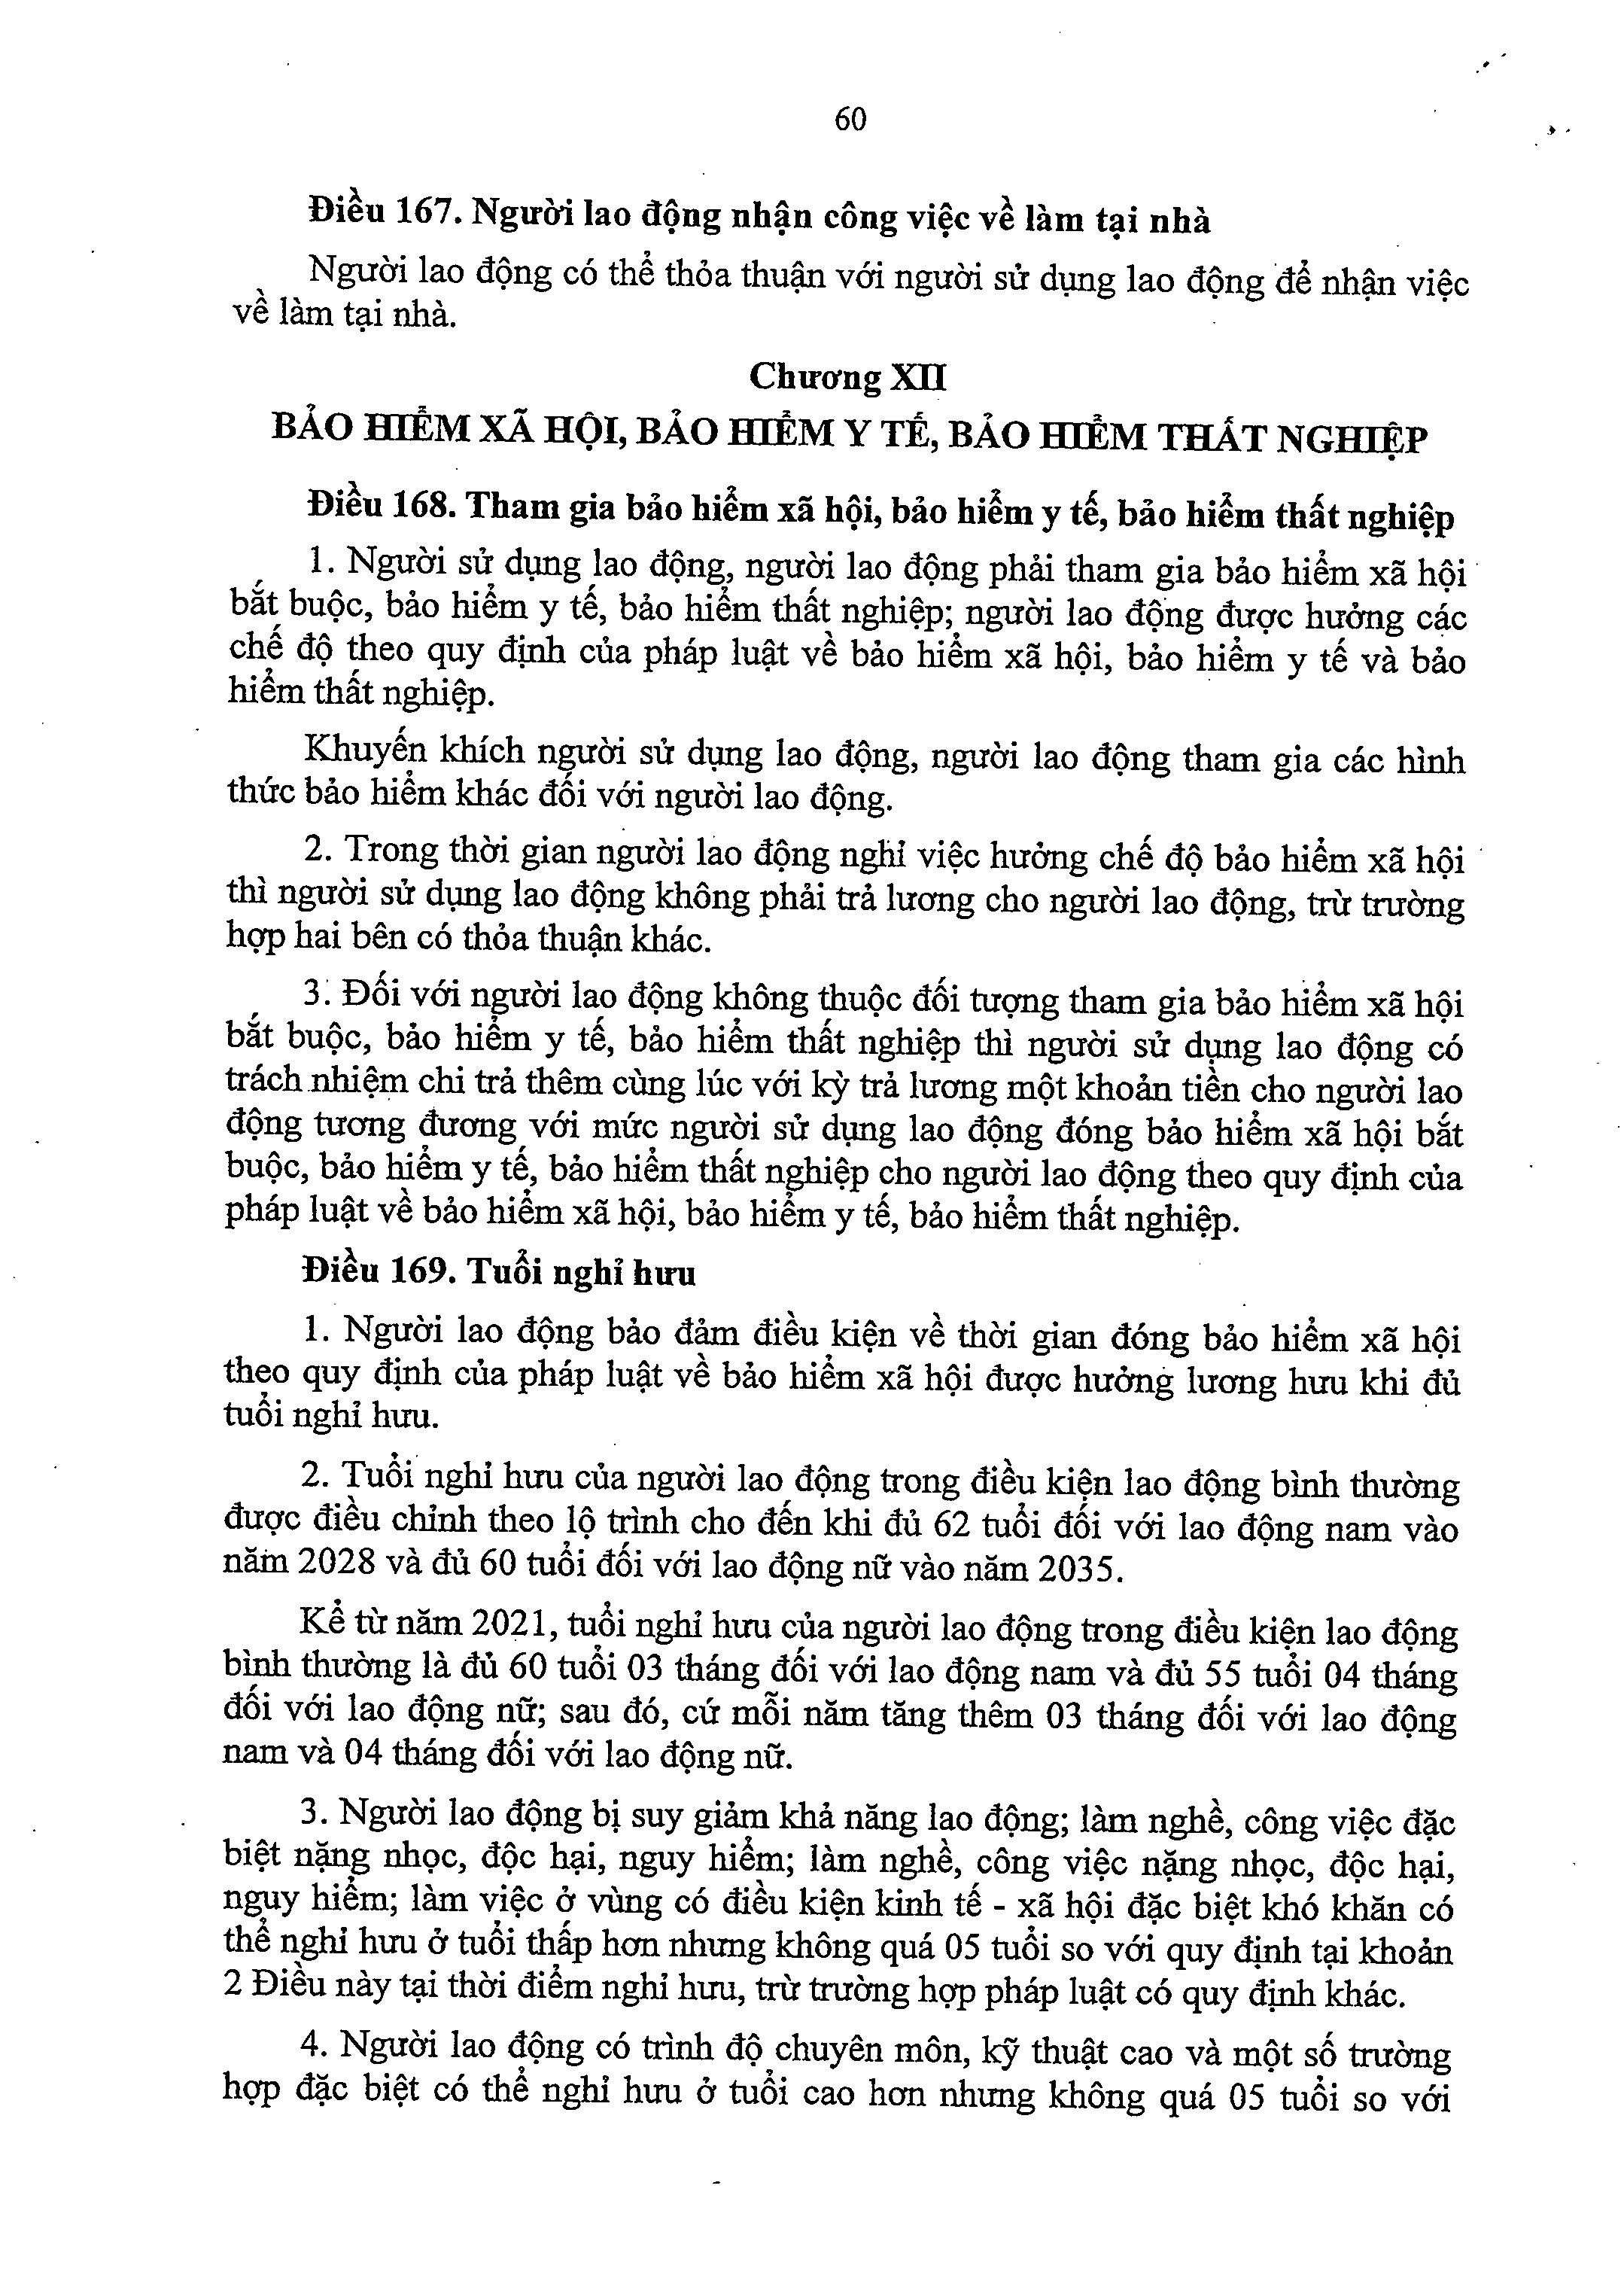 60
Điều 167. Người lao động nhận công việc về làm tại nhà
Người lao động có thể thỏa thuận với người sử dụng lao động để nhận việc
về làm tại nhà.
Chương XII
BẢO HIỂM XÃ HỘI, BẢO HIỂM Y TẾ, BẢO HIỂM THẤT NGHIỆP
Điều 168. Tham gia bảo hiểm xã hội, bảo hiểm y tế, bảo hiểm thất nghiệp
1. Người sử dụng lao động, người lao động phải tham gia bảo hiểm xã hội
bắt buộc, bảo hiểm y tế, bảo hiểm thất nghiệp; người lao động được hưởng các
chế độ theo quy định của pháp luật về bảo hiểm xã hội, bảo hiểm y tế và bảo
hiểm thất nghiệp.
Khuyến khích người sử dụng lao động, người lao động tham gia các hình
thức bảo hiểm khác đối với người lao động.
2. Trong thời gian người lao động nghỉ việc hưởng chế độ bảo hiểm xã hội
thì người sử dụng lao động không phải trả lương cho người lao động, trừ trường
hợp hai bên có thỏa thuận khác.
3. Đối với người lao động không thuộc đối tượng tham gia bảo hiểm xã hội
bắt buộc, bảo hiểm y tế, bảo hiểm thất nghiệp thì người sử dụng lao động có
trách nhiệm chi trả thêm cùng lúc với kỳ trả lương một khoản tiền cho người lao
động tương đương với mức người sử dụng lao động đóng bảo hiểm xã hội bắt
buộc, bảo hiểm y tế, bảo hiểm thất nghiệp cho người lao động theo quy định của
pháp luật về bảo hiểm xã hội, bảo hiểm y tế, bảo hiểm thất nghiệp.
Điều 169. Tuổi nghỉ hưu
1. Người lao động bảo đảm điều kiện về thời gian đóng bảo hiểm xã hội
theo quy định của pháp luật về bảo hiểm xã hội được hưởng lương hưu khi đủ
tuổi nghỉ hưu.
2. Tuổi nghỉ hưu của người lao động trong điều kiện lao động bình thường
được điều chỉnh theo lộ trình cho đến khi đủ 62 tuổi đối với lao động nam vào
năm 2028 và đủ 60 tuổi đối với lao động nữ vào năm 2035.
Kể từ năm 2021, tuổi nghỉ hưu của người lao động trong điều kiện lao động
bình thường là đủ 60 tuổi 03 tháng đối với lao động nam và đủ 55 tuổi 04 tháng
đối với lao động nữ; sau đó, cứ mỗi năm tăng thêm 03 tháng đối với lao động
nam và 04 tháng đối với lao động nữ.
3. Người lao động bị suy giảm khả năng lao động; làm nghề, công việc đặc
biệt nặng nhọc, độc hại, nguy hiểm; làm nghề, công việc nặng nhọc, độc hại,
nguy hiểm; làm việc ở vùng có điều kiện kinh tế - xã hội đặc biệt khó khăn có
thể nghỉ hưu ở tuổi thấp hơn nhưng không quá 05 tuổi so với quy định tại khoản
2 Điều này tại thời điểm nghỉ hưu, trừ trường hợp pháp luật có quy định khác.
4. Người lao động có trình độ chuyên môn, kỹ thuật cao và một số trường
hợp đặc biệt có thể nghỉ hưu ở tuổi cao hơn nhưng không quá 05 tuổi so với